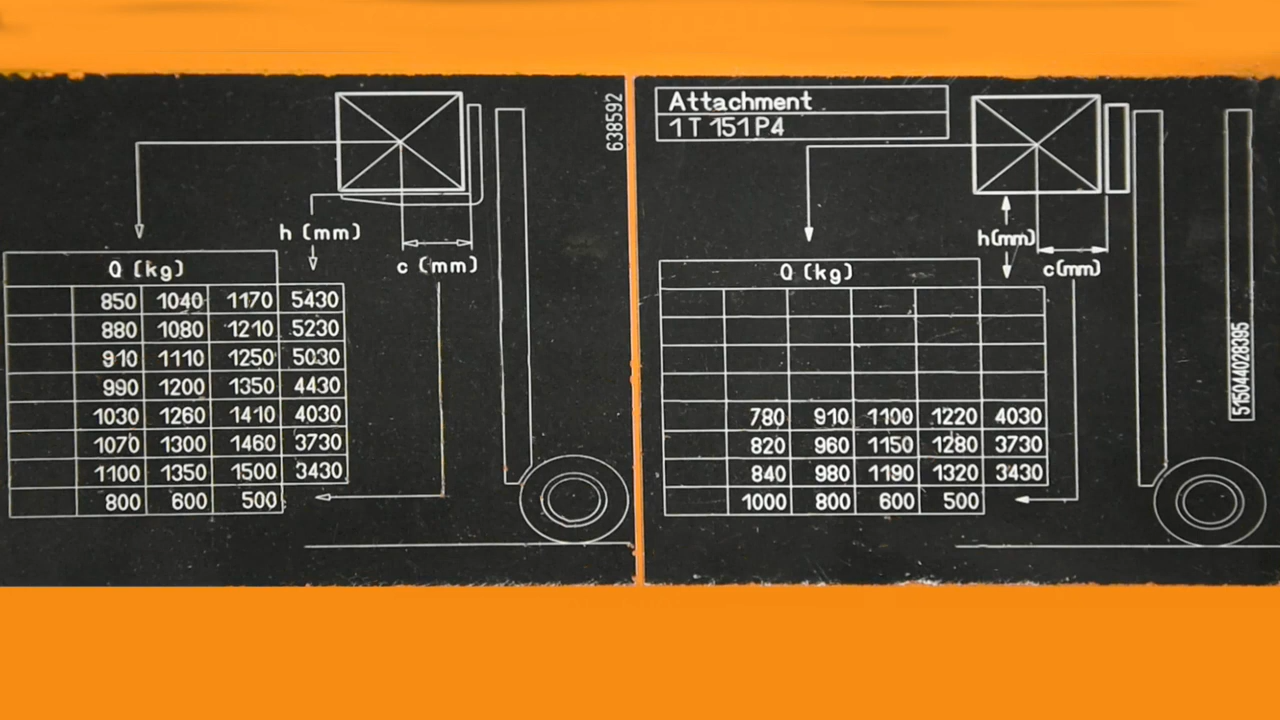 638592
h (mm)
c (mm)
Q (kg)
850 1040 1170 5430
880 1080 1210 5230
910 1110 1250 5030
990 1200 1350 4430
1030 1260 1410 4030
1070 1300 1460 3730
1100 1350 1500 3430
800 600 500
Attachment
1T 151P4
h(mm)
c(mm)
Q (kg)
780 910 1100 1220 4030
820 960 1150 1280 3730
840 980 1190 1320 3430
1000 800 600 500
515044028395